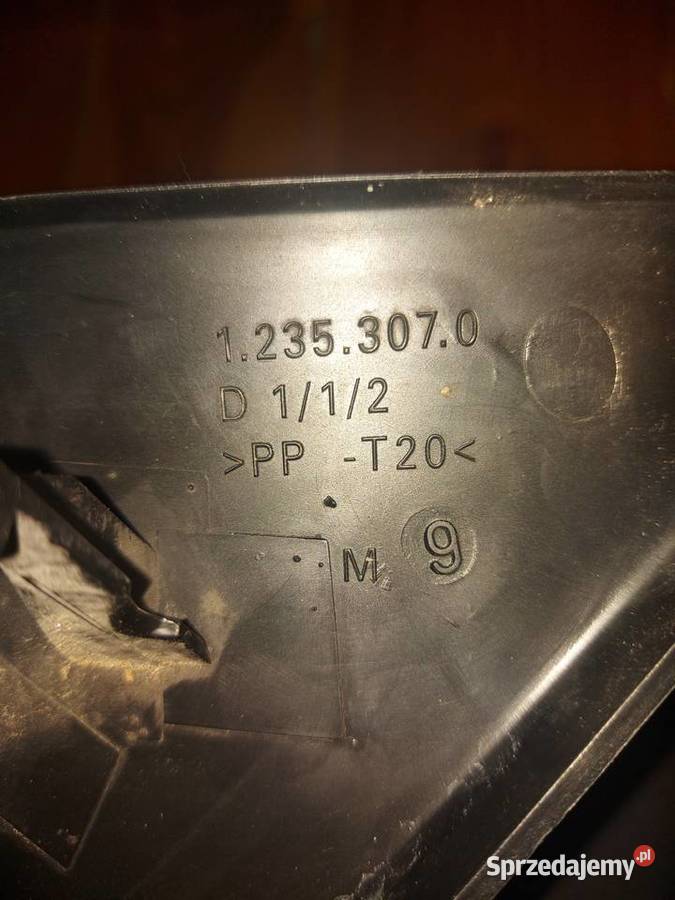 1.235.307.0
D 1/1/2
>PP -T20<
M 9
Sprzedajemy.pl